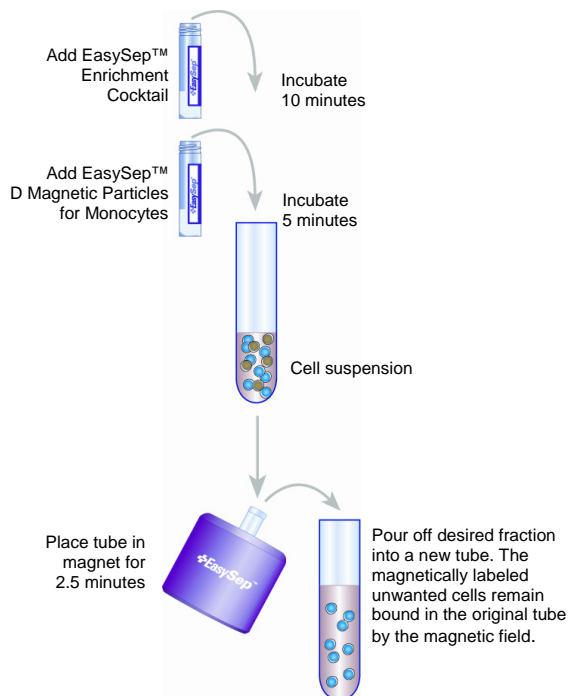 Add EasySep™
Enrichment
Cocktail
EasySep
Incubate
10 minutes
Add EasySep™
D Magnetic Particles
for Monocytes
EasySep
Incubate
5 minutes
Cell suspension
Place tube in
magnet for
2.5 minutes
EasySep™
Pour off desired fraction
into a new tube. The
magnetically labeled
unwanted cells remain
bound in the original tube
by the magnetic field.